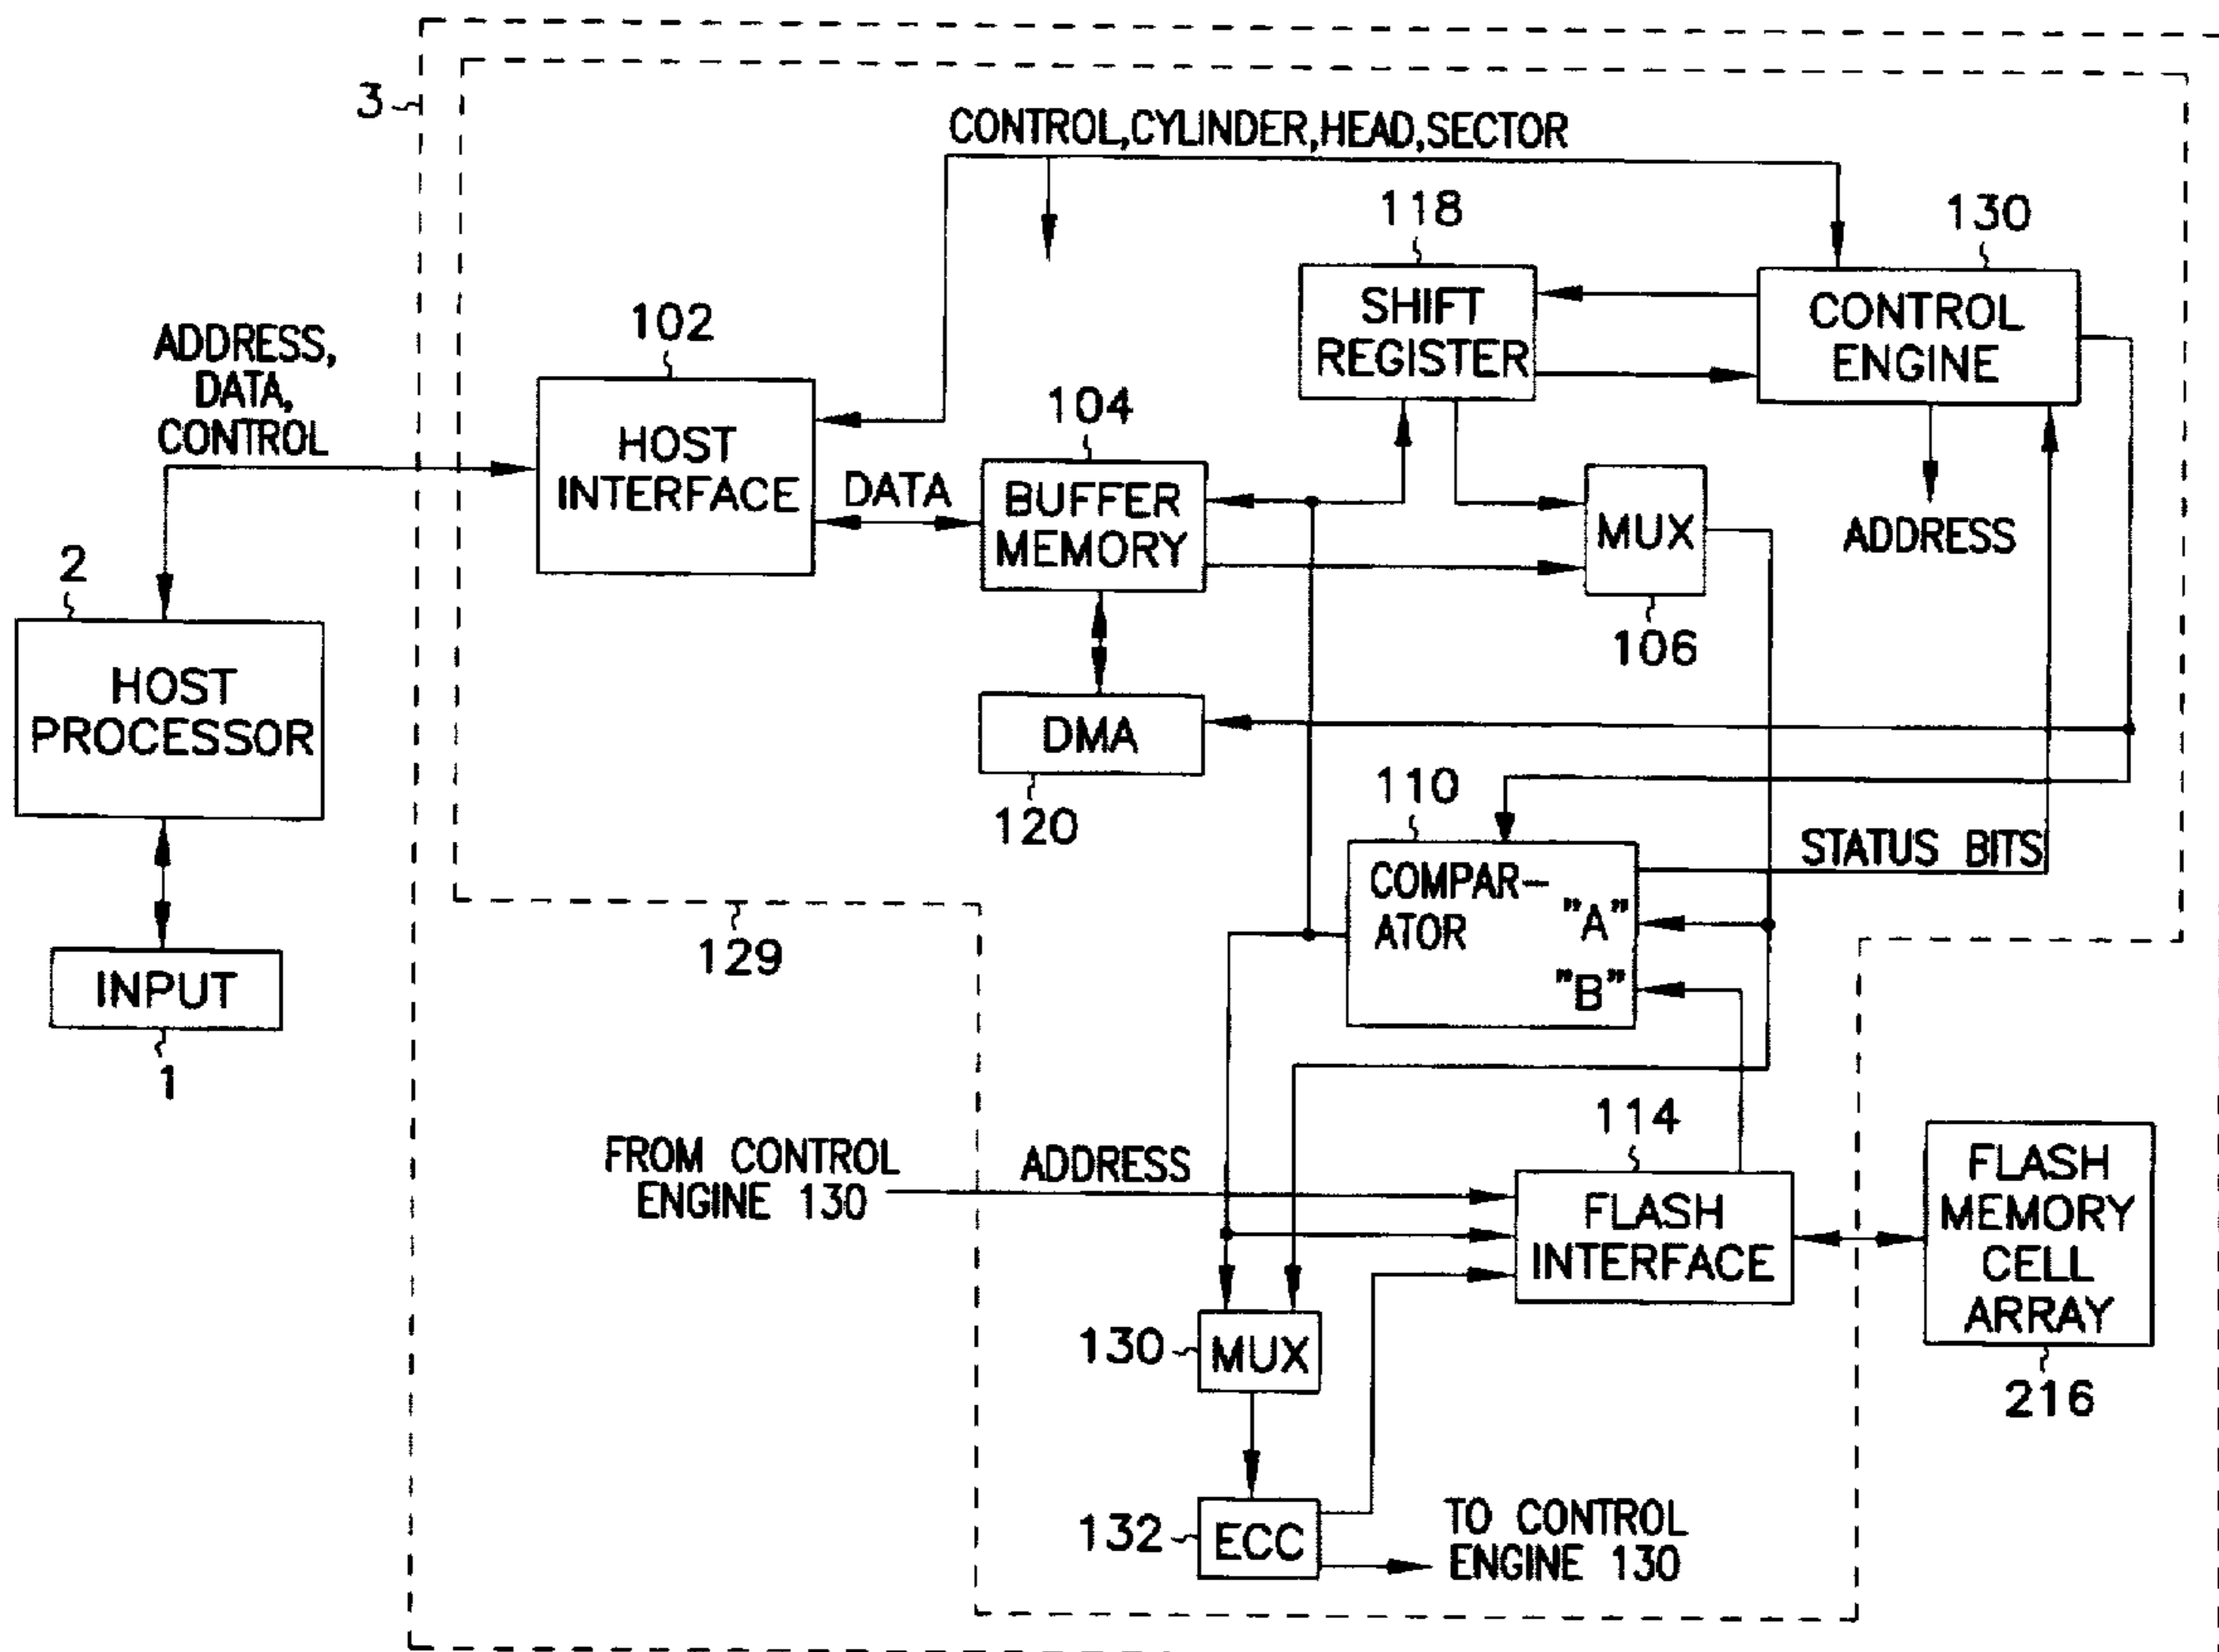 3
CONTROL,CYLINDER,HEAD,SECTOR
118
130
SHIFT
REGISTER
CONTROL
ENGINE
ADDRESS,
DATA,
CONTROL
102
HOST
INTERFACE
DATA
104
BUFFER
MEMORY
MUX
106
ADDRESS
2
HOST
PROCESSOR
DMA
120
110
COMPAR-
ATOR
"A"
"B"
STATUS BITS
129
INPUT
1
FROM CONTROL
ENGINE 130
ADDRESS
114
FLASH
INTERFACE
FLASH
MEMORY
CELL
ARRAY
216
130
MUX
132
ECC
TO CONTROL
ENGINE 130